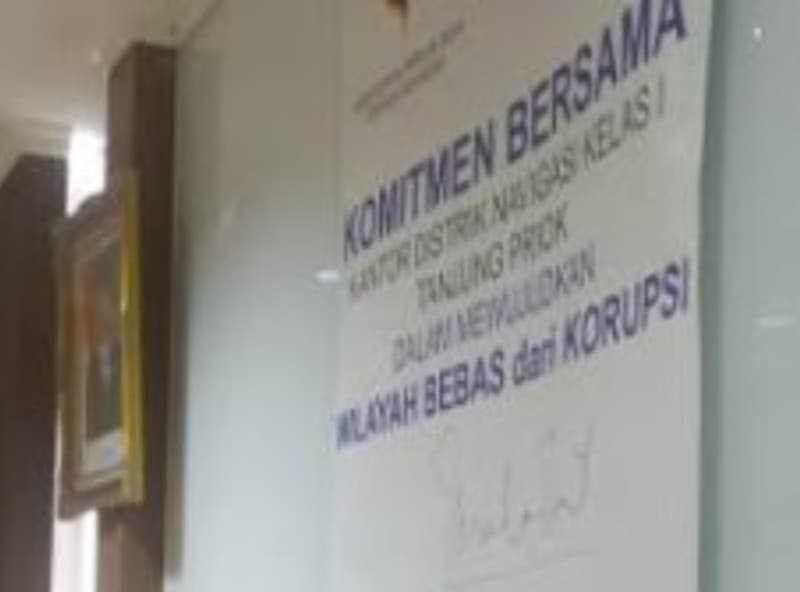 KOMITMEN BERSAMA
KANTOR DISTRIK NAVIGASI KELAS I
TANJUNG PRIOK
DALAM MEWUJUDKAN
WILAYAH BEBAS dari KORUPSI